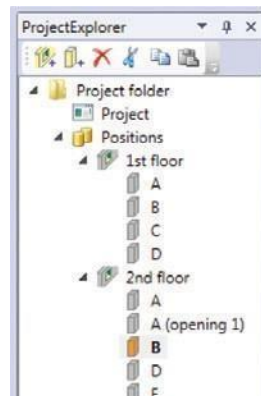 ProjectExplorer
Project folder
Project
Positions
1st floor
A
B
C
D
2nd floor
A
A (opening 1)
B
D